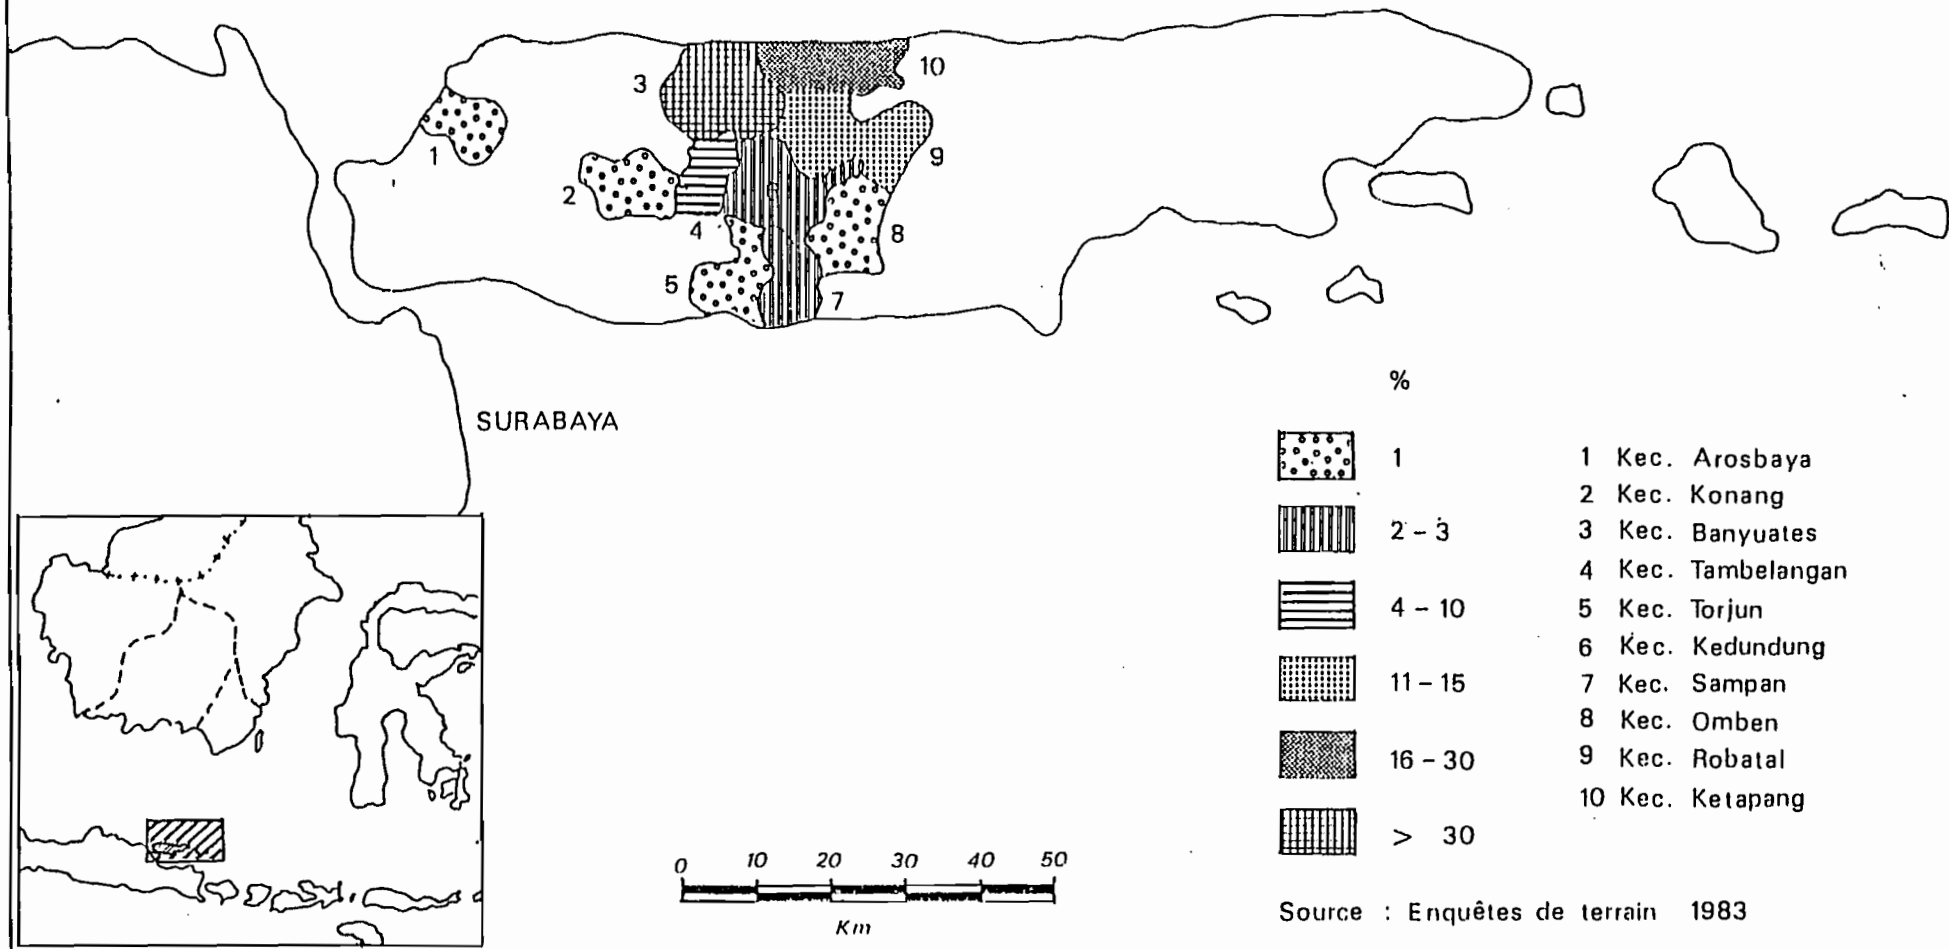 10
3
1
9
2
8
4
5
7
SURABAYA
%
1
2 - 3
4 - 10
11 - 15
16 - 30
> 30
1 Kec. Arosbaya
2 Kec. Konang
3 Kec. Banyuates
4 Kec. Tambelangan
5 Kec. Torjun
6 Kec. Kedundung
7 Kec. Sampan
8 Kec. Omben
9 Kec. Robatal
10 Kec. Ketapang
0 10 20 30 40 50
Km
Source : Enquêtes de terrain 1983